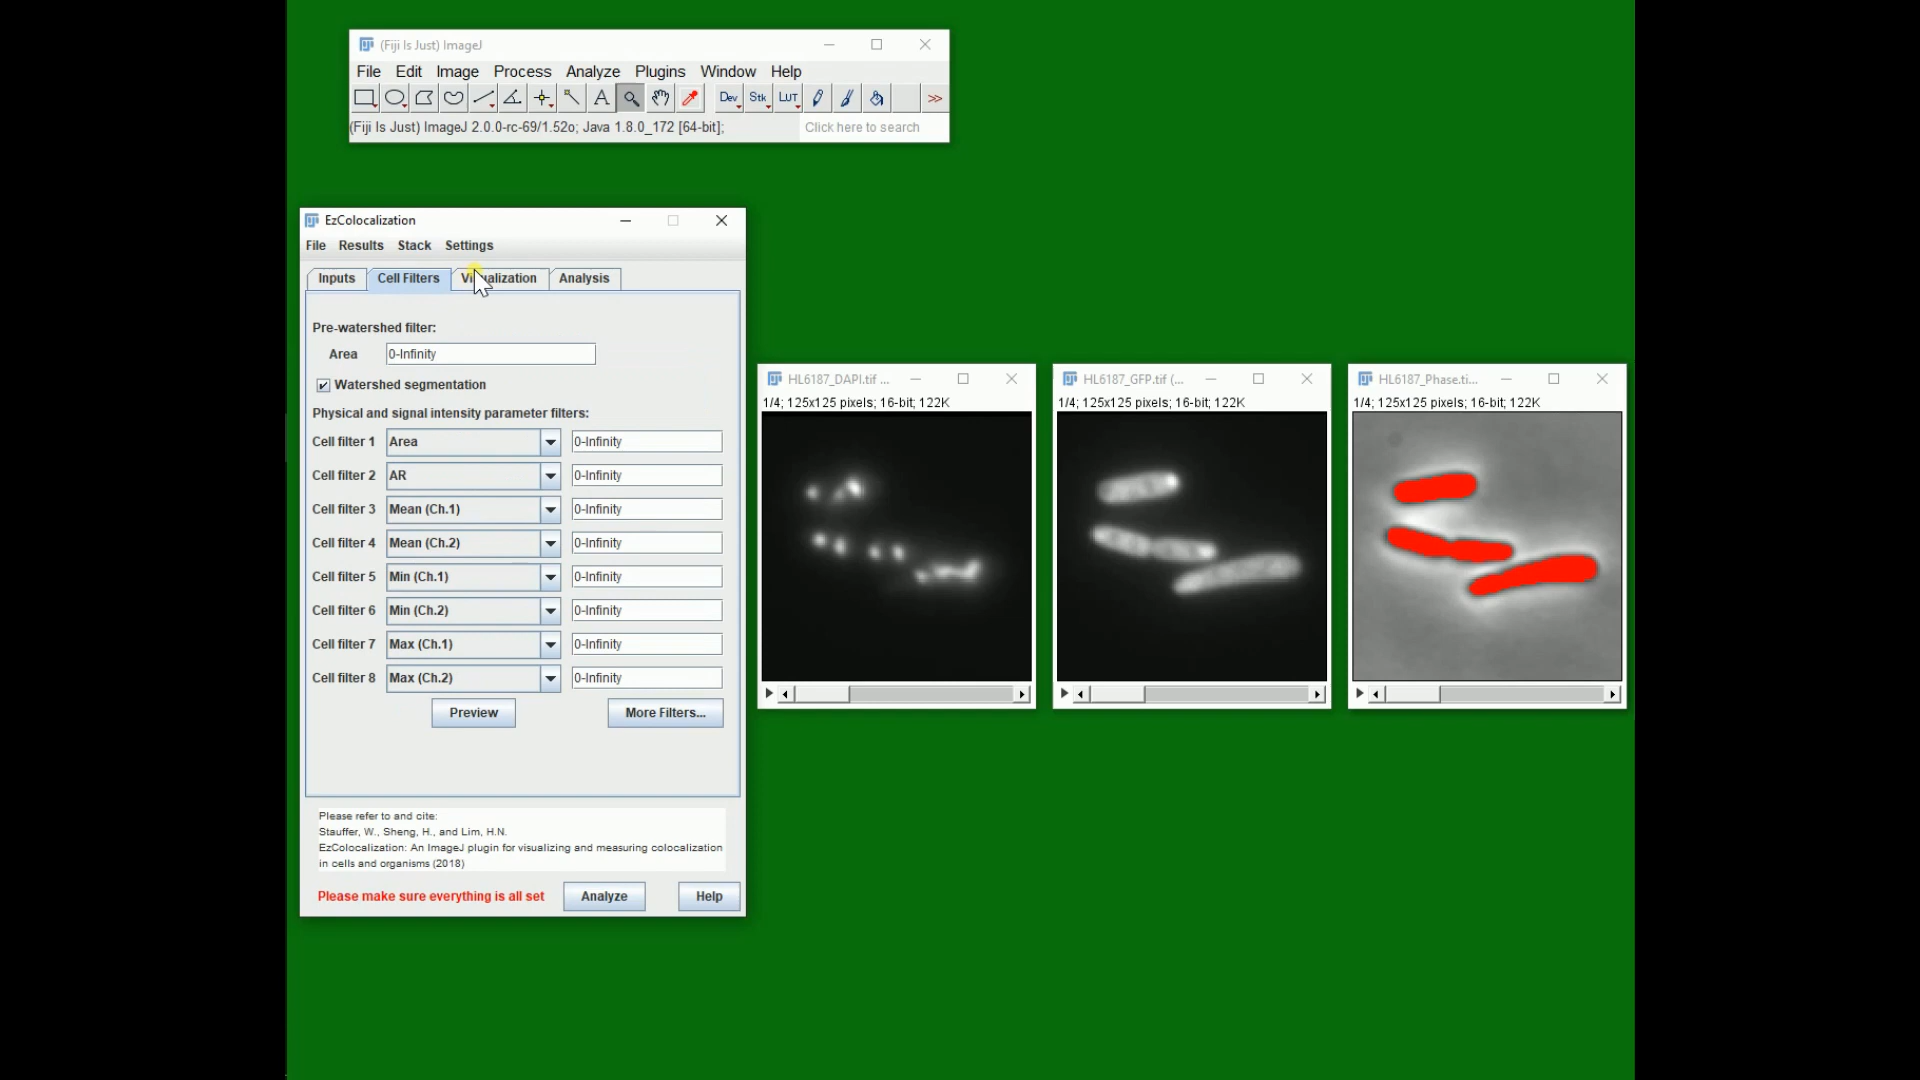 (Fiji Is Just) ImageJ
File Edit Image Process Analyze Plugins Window Help
A Dev Stk LUT >>
(Fiji Is Just) ImageJ 2.0.0-rc-69/1.52o; Java 1.8.0_172 [64-bit]; Click here to search
EzColocalization
File Results Stack Settings
Inputs Cell Filters Visualization Analysis
Pre-watershed filter:
Area 0-Infinity
Watershed segmentation
Physical and signal intensity parameter filters:
Cell filter 1 Area 0-Infinity
Cell filter 2 AR 0-Infinity
Cell filter 3 Mean (Ch.1) 0-Infinity
Cell filter 4 Mean (Ch.2) 0-Infinity
Cell filter 5 Min (Ch.1) 0-Infinity
Cell filter 6 Min (Ch.2) 0-Infinity
Cell filter 7 Max (Ch.1) 0-Infinity
Cell filter 8 Max (Ch.2) 0-Infinity
Preview More Filters...
Please refer to and cite:
Stauffer, W., Sheng, H., and Lim, H.N.
EzColocalization: An ImageJ plugin for visualizing and measuring colocalization
in cells and organisms (2018)
Please make sure everything is all set Analyze Help
HL6187_DAPI.tif ...
1/4; 125x125 pixels; 16-bit; 122K
HL6187_GFP.tif (...
1/4; 125x125 pixels; 16-bit; 122K
HL6187_Phase.ti...
1/4; 125x125 pixels; 16-bit; 122K